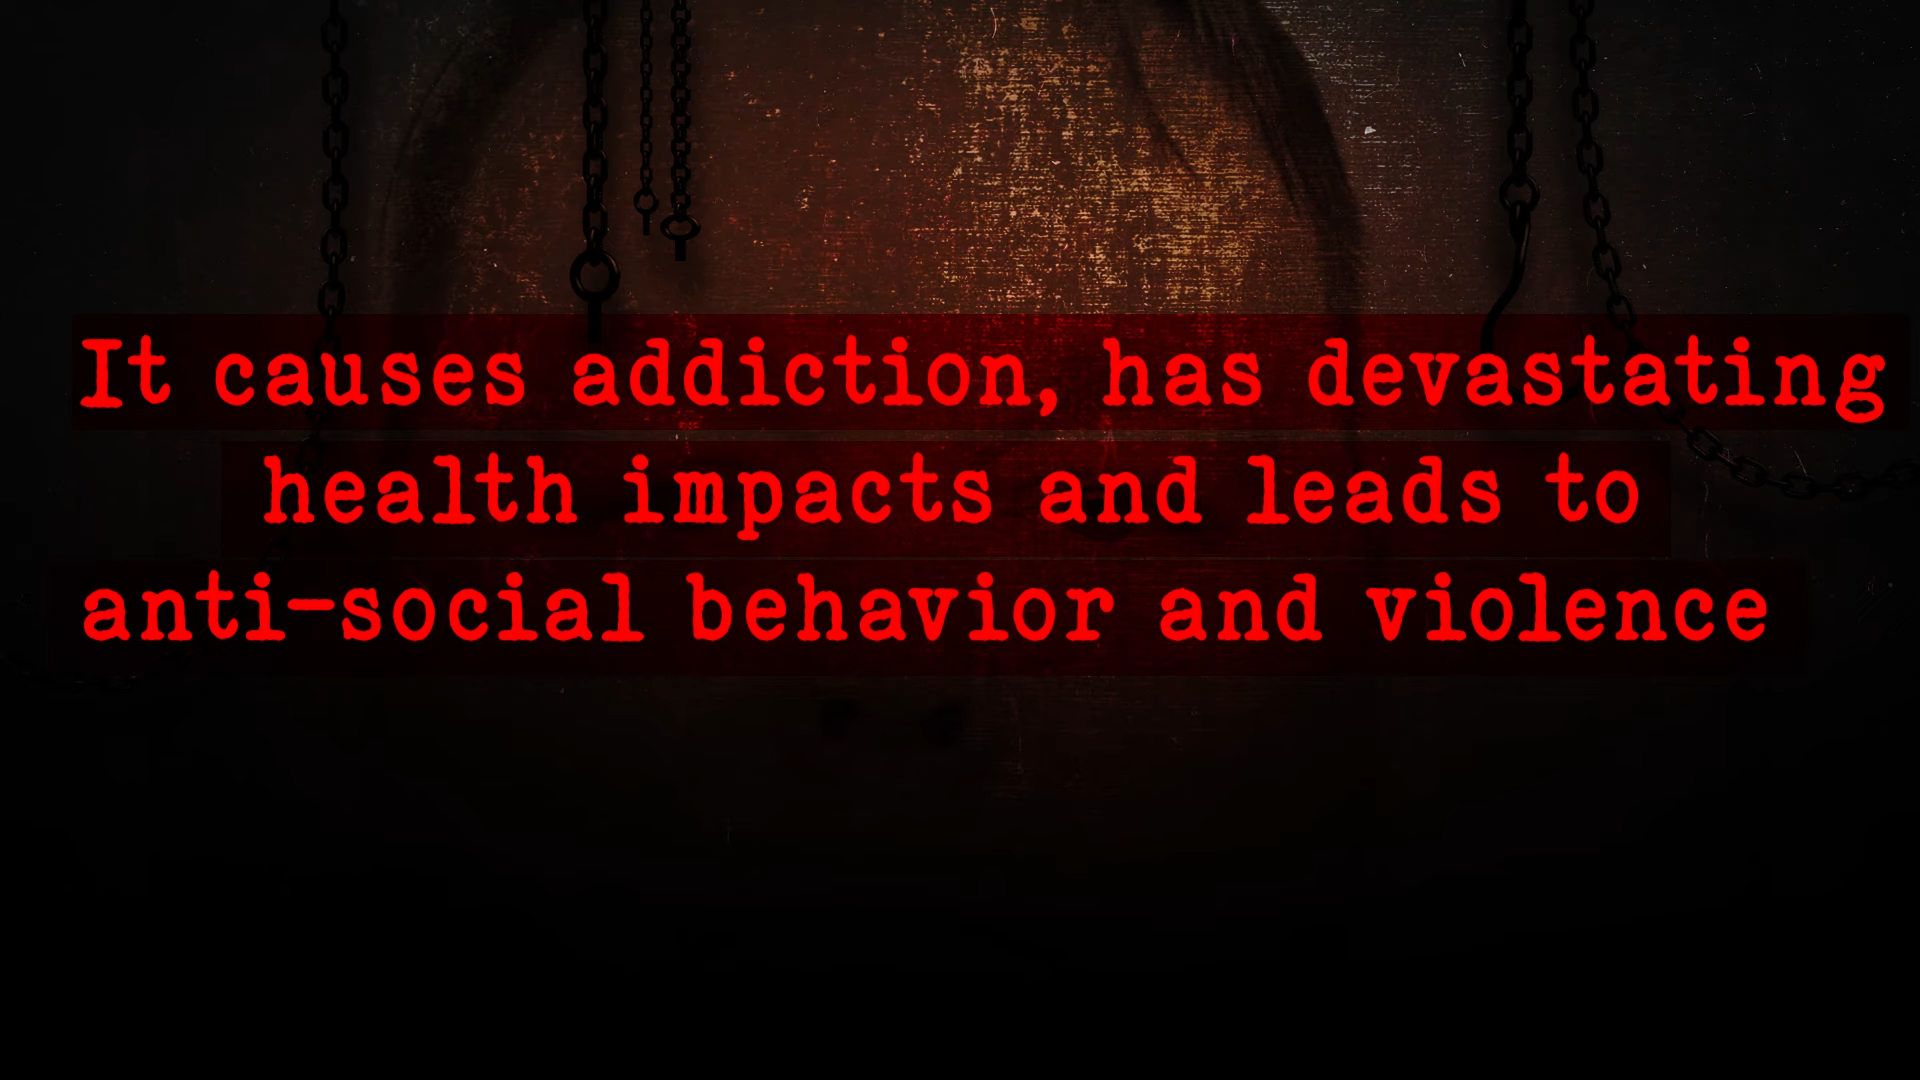 It causes addiction, has devastating
health impacts and leads to
anti-social behavior and violence